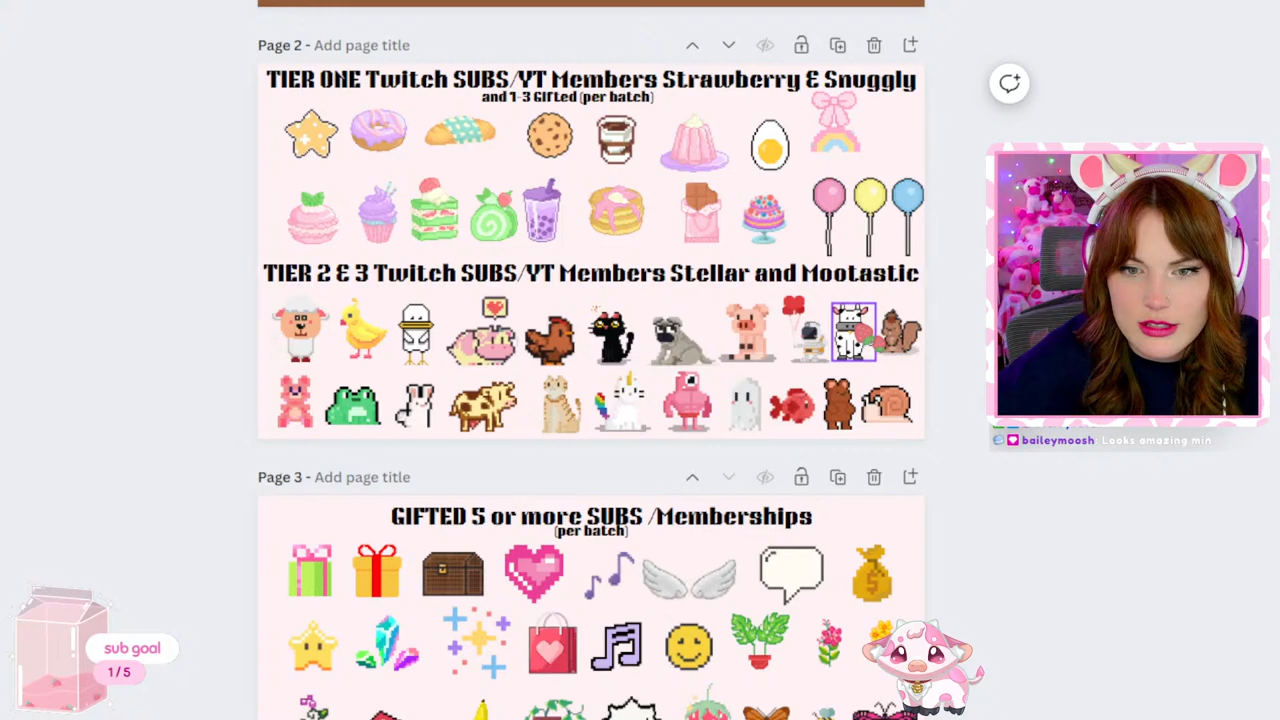 Page 2 - Add page title
TIER ONE Twitch SUBS/YT Members Strawberry & Snuggly
and 1-3 Gifted (per batch)
TIER 2 & 3 Twitch SUBS/YT Members Stellar and Mootastic
baileymoosh Looks amazing min
Page 3 - Add page title
GIFTED 5 or more SUBS /Memberships
(per batch)
$
sub goal
1/5